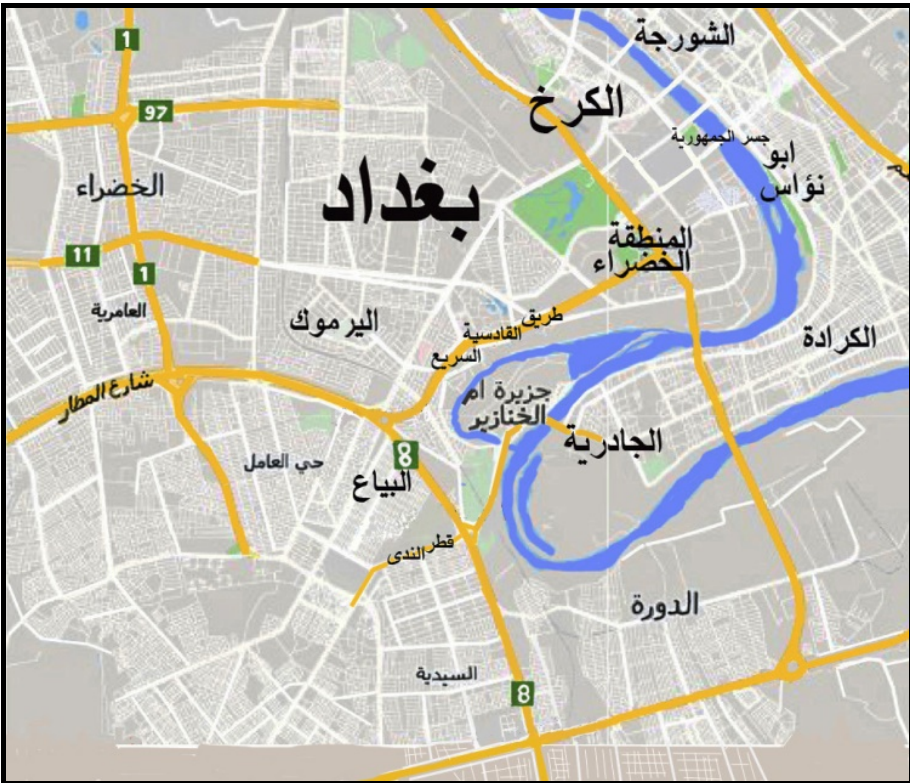 الشورجة
1
الكرخ
97
جسر الجمهورية
ابو
نؤاس
الخضراء
بغداد
المنطقة
الخضراء
11
1
العامرية
اليرموك
طريق
القادسية
السريع
الكرادة
شارع المطار
جزيرة ام
الخنازير
الجادرية
8
حي العامل
البياع
قطر الندى
الدورة
السيدية
8